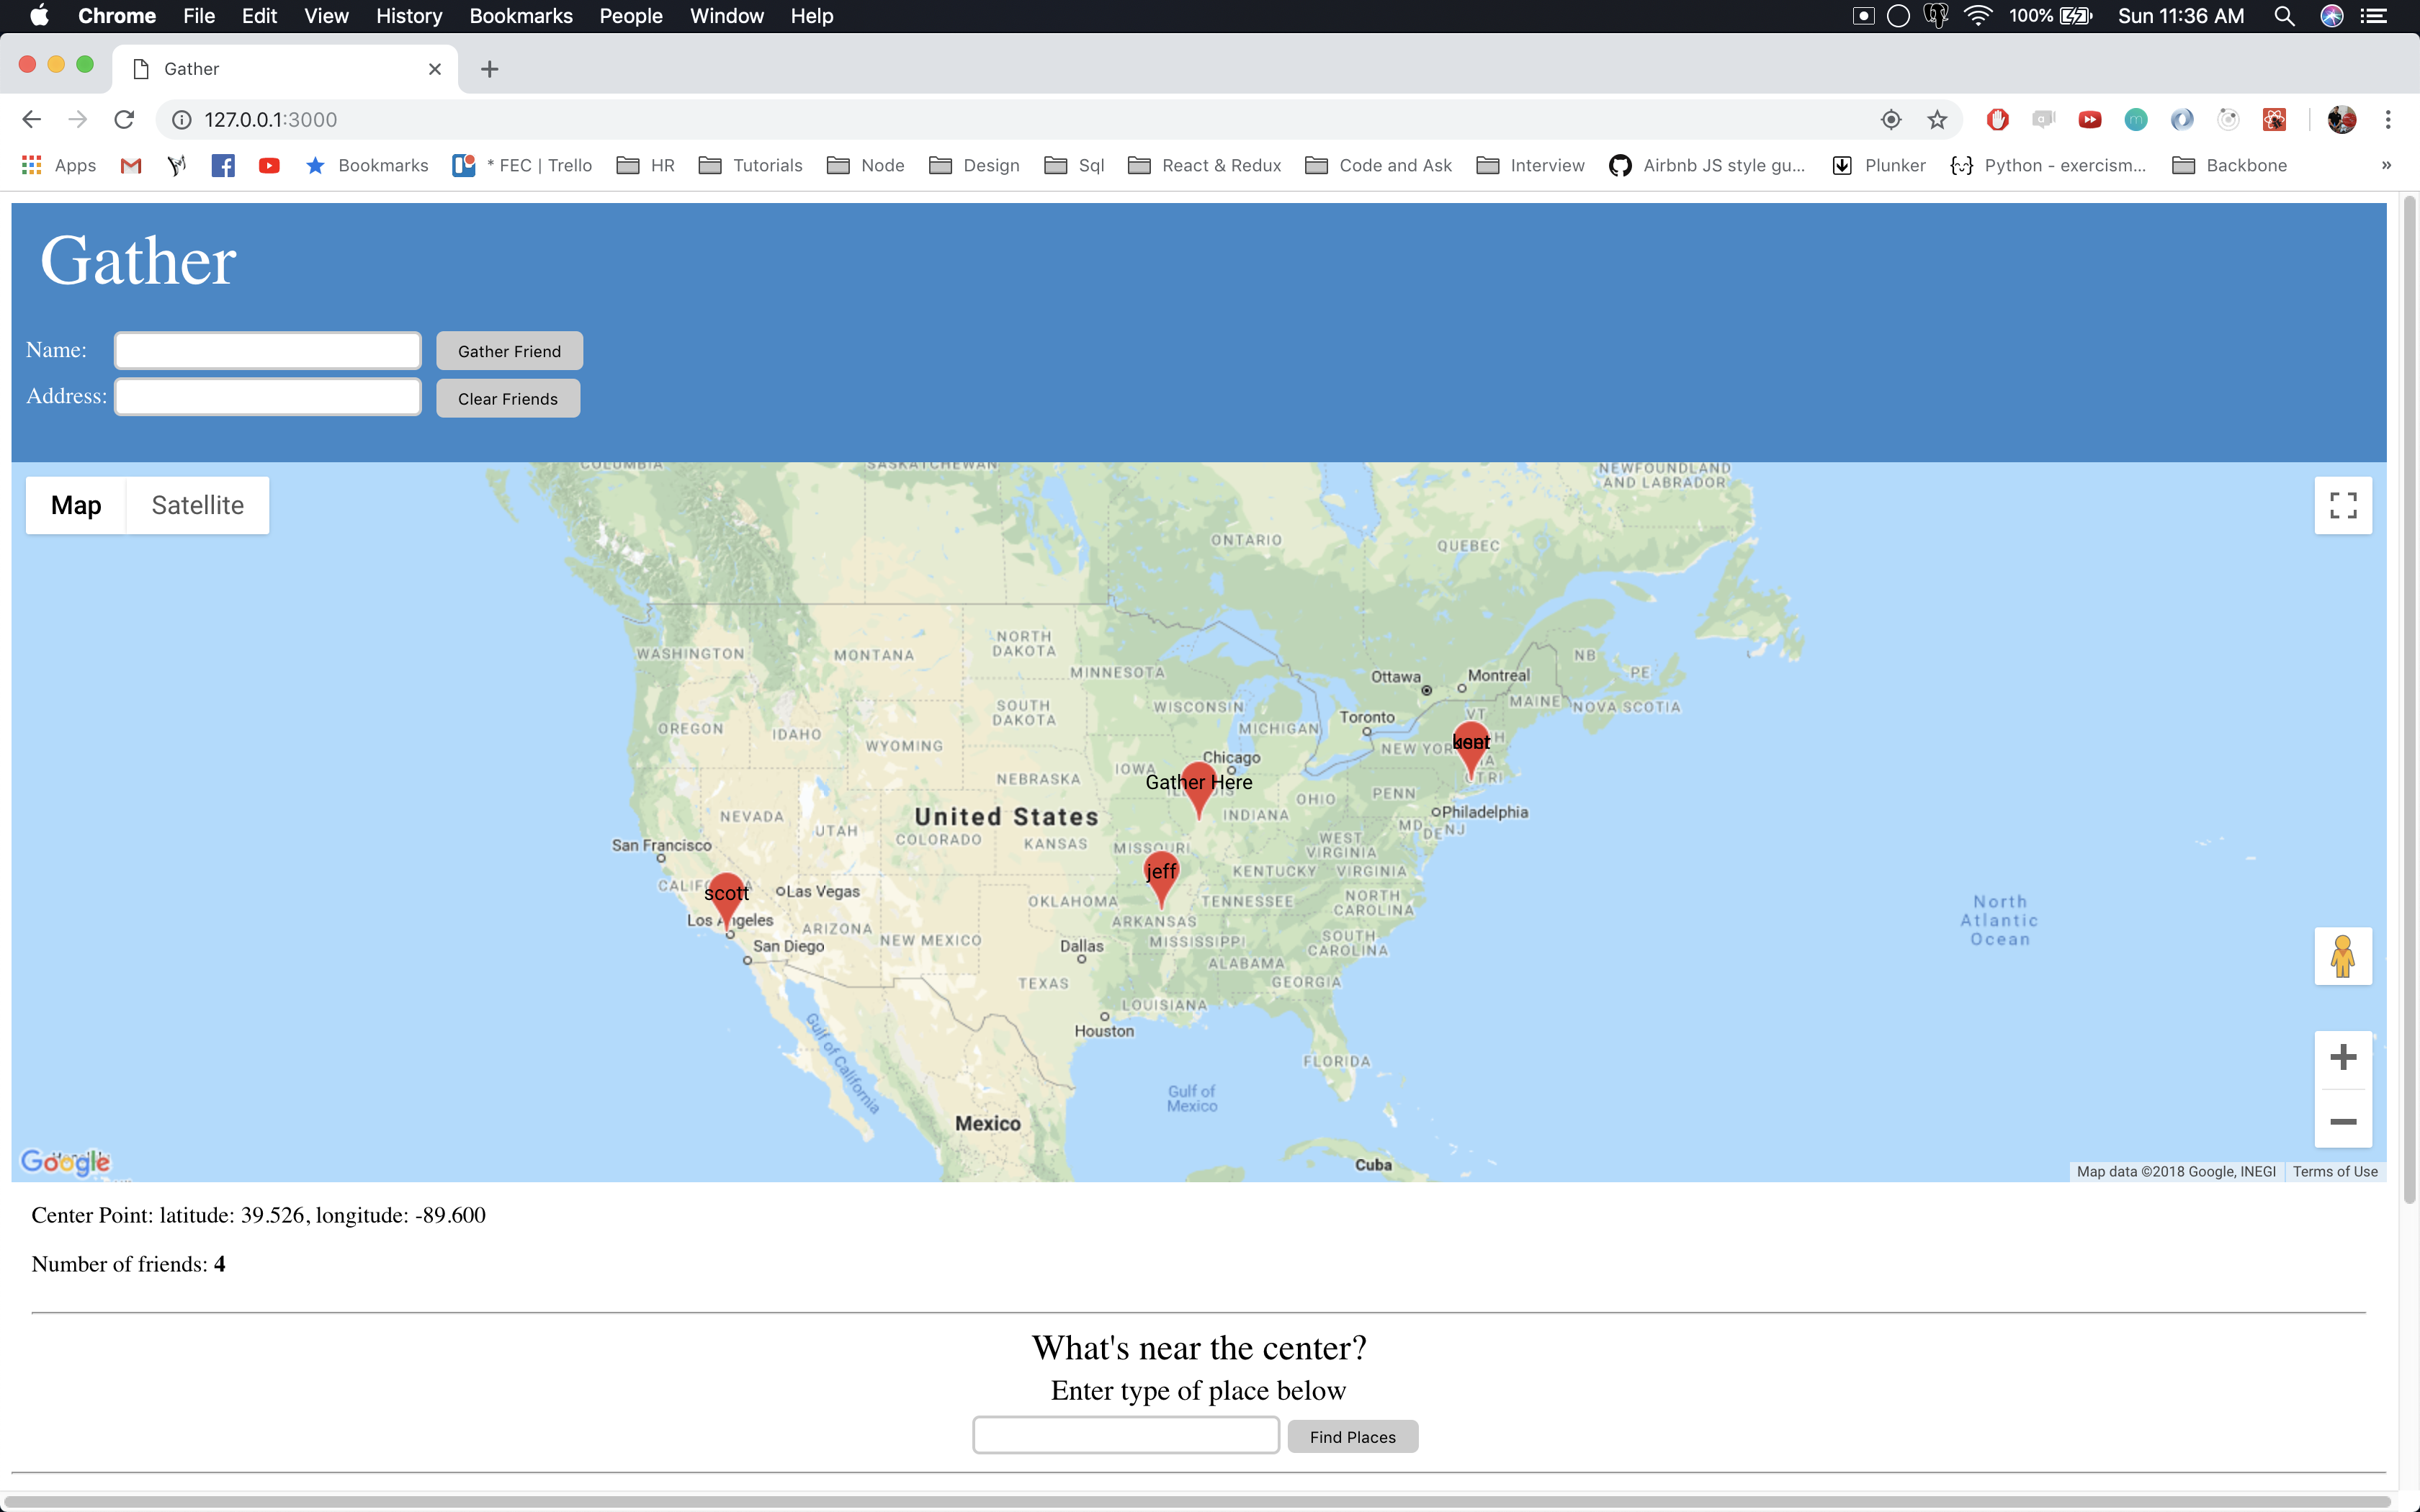 Chrome File Edit View History Bookmarks People Window Help 100% Sun 11:36 AM
Gather
127.0.0.1:3000
Apps Bookmarks * FEC | Trello HR Tutorials Node Design Sql React & Redux Code and Ask Interview Airbnb JS style gu... Plunker Python - exercism... Backbone »
Gather
Name: Gather Friend
Address: Clear Friends
Map Satellite
COLUMBIA
SASKATCHEWAN
NEWFOUNDLAND
AND LABRADOR
ONTARIO
QUEBEC
WASHINGTON
MONTANA
NORTH
DAKOTA
MINNESOTA
NB
PE
Ottawa
Montreal
MAINE
NOVA SCOTIA
SOUTH
DAKOTA
WISCONSIN
MICHIGAN
Toronto
VT
OREGON
IDAHO
WYOMING
Chicago
NEBRASKA
IOWA
Gather Here
OHIO
PENN
CT RI
NEVADA
UTAH
United States
COLORADO
KANSAS
MISSOURI
INDIANA
Philadelphia
MD
DE NJ
WEST
VIRGINIA
San Francisco
scott
Las Vegas
jeff
KENTUCKY
VIRGINIA
Los Angeles
ARIZONA
NEW MEXICO
OKLAHOMA
ARKANSAS
TENNESSEE
NORTH
CAROLINA
San Diego
Dallas
MISSISSIPPI
SOUTH
CAROLINA
ALABAMA
TEXAS
GEORGIA
LOUISIANA
Houston
FLORIDA
North
Atlantic
Ocean
Gulf of California
Gulf of
Mexico
Mexico
Cuba
Google
Map data ©2018 Google, INEGI Terms of Use
Center Point: latitude: 39.526, longitude: -89.600
Number of friends: 4
What's near the center?
Enter type of place below
Find Places